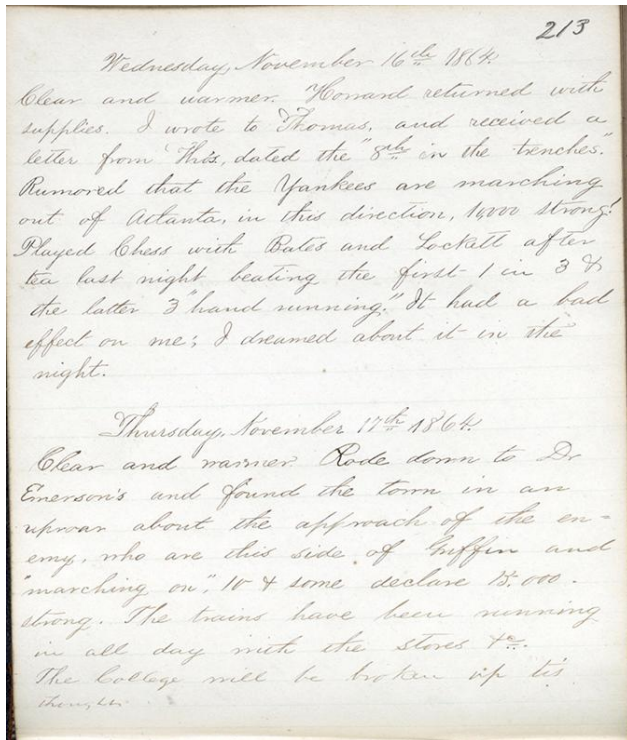 213
Wednesday, November 16th 1864.
Clear and warmer. Howard returned with
supplies. I wrote to Thomas, and received a
letter from This, dated the "8th in the trenches."
Rumored that the Yankees are marching
out of Atlanta, in this direction, 10,000 strong!
Played Chess with Bates and Lockett after
tea last night beating the first 1 in 3 &
the latter 3 "hand running." It had a bad
effect on me; I dreamed about it in the
night.
Thursday, November 17th 1864.
Clear and warmer. Rode down to Dr
Emerson's and found the town in an
uproar about the approach of the en=
emy, who are this side of Griffin and
"marching on", 10 & some declare 15.000.
strong. The trains have been running
in all day with the stores &c.
The College will be broken up tis
thought.